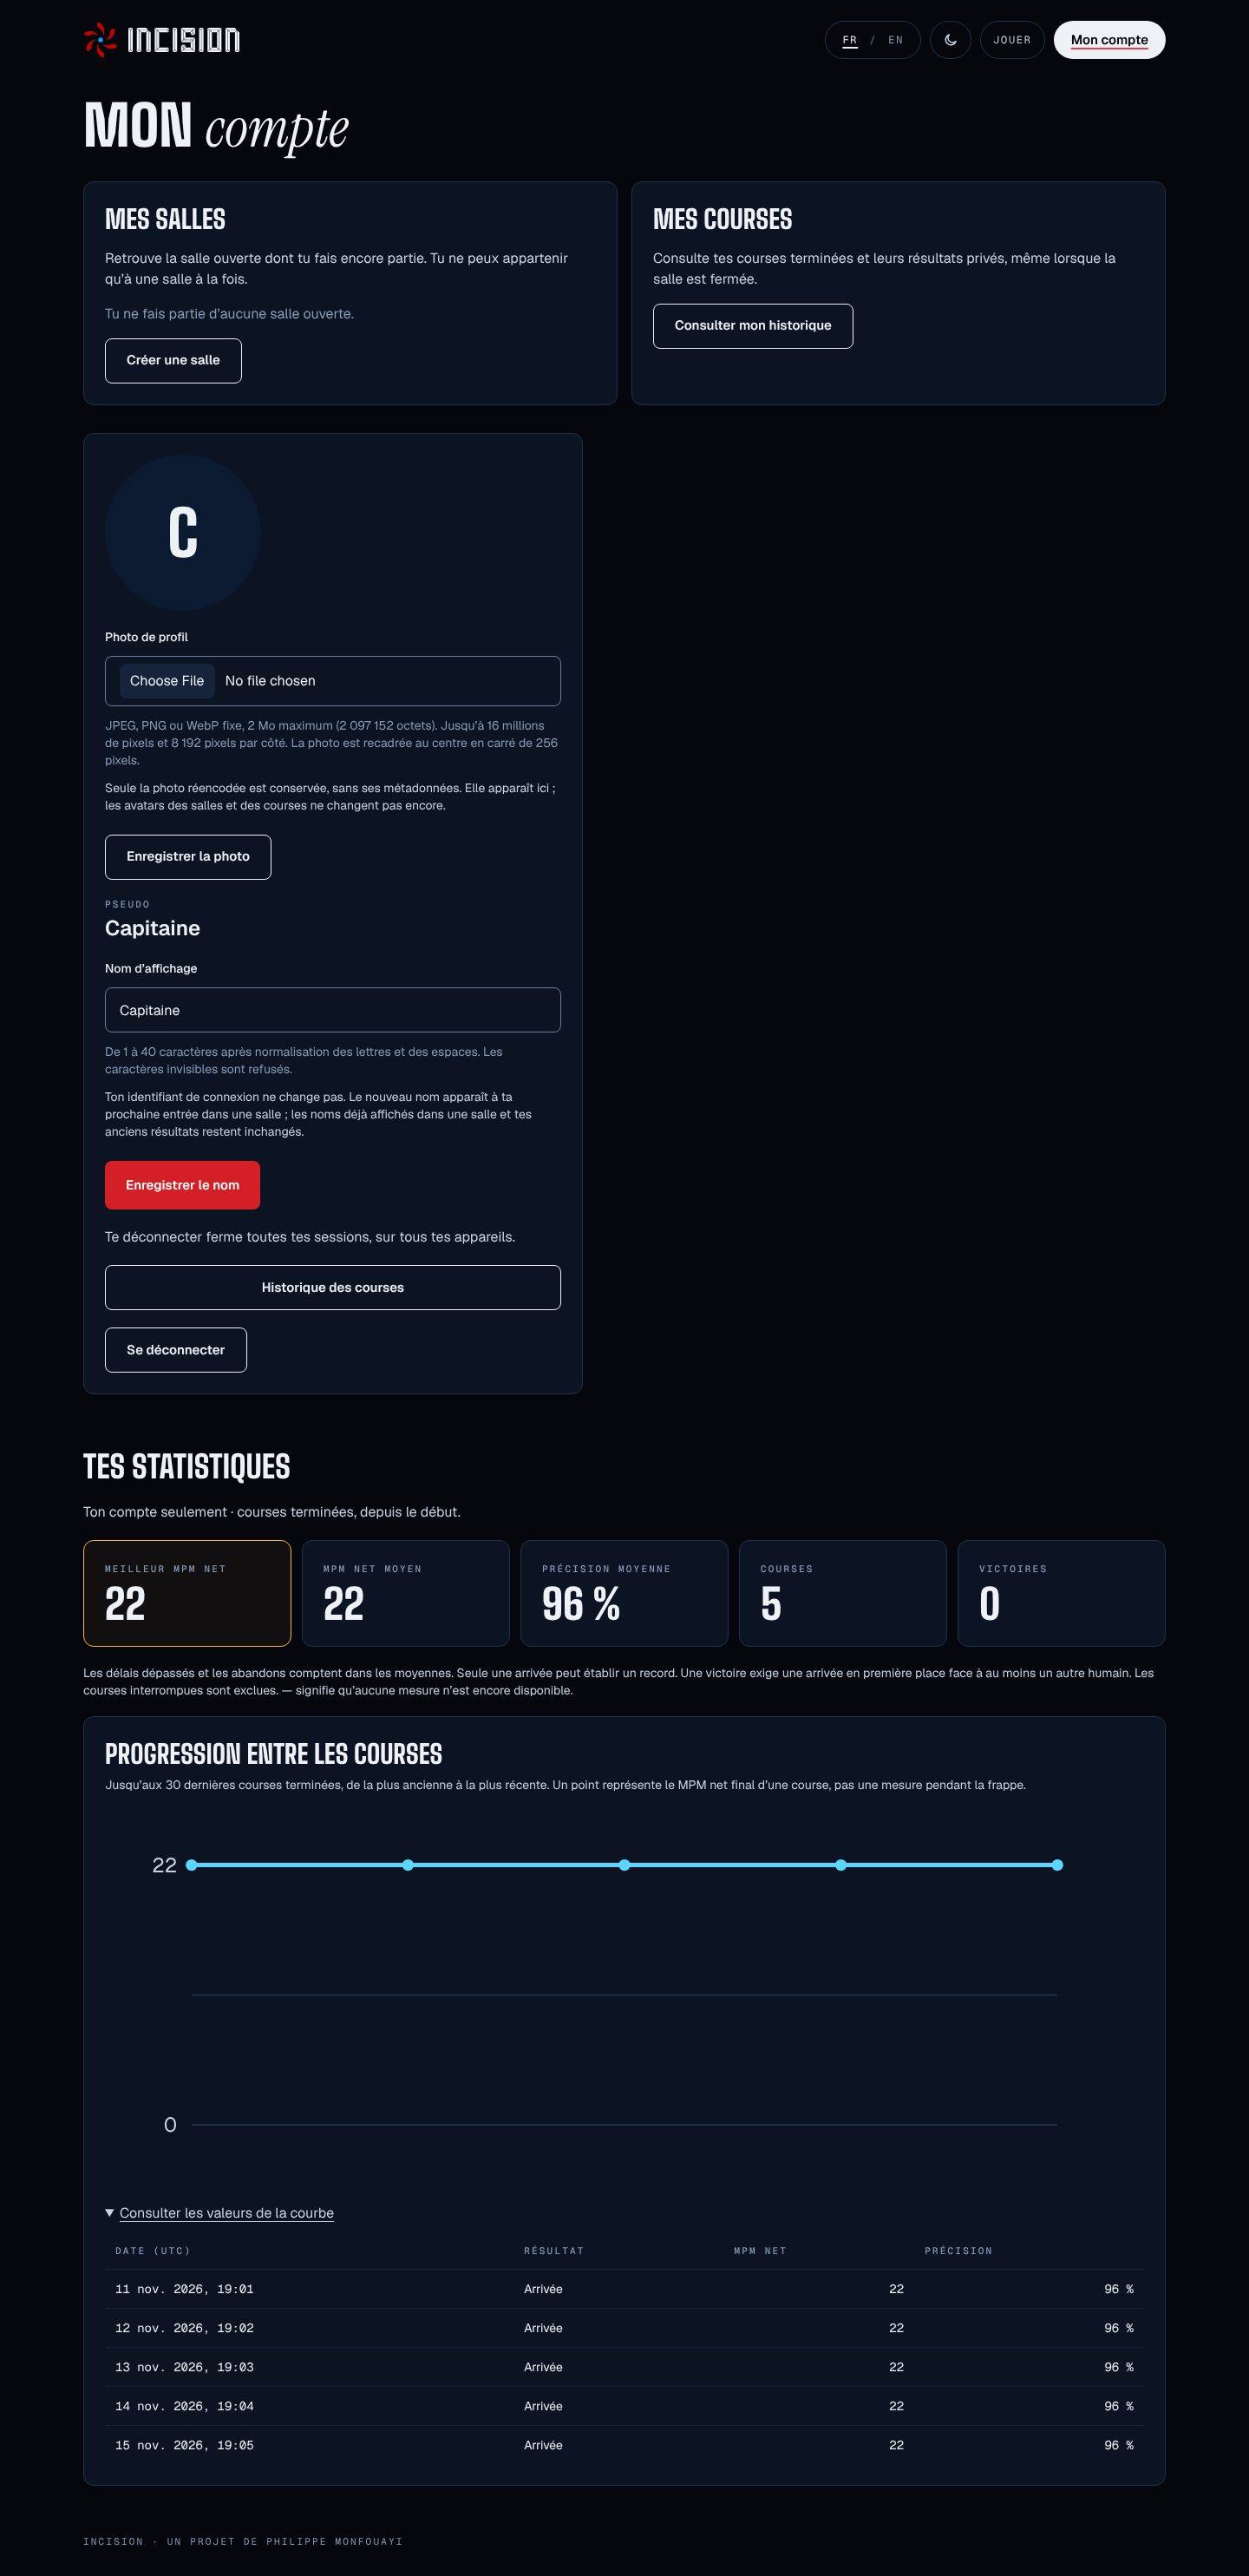 INCISION
FR / EN
JOUER
Mon compte
MON compte
MES SALLES
Retrouve la salle ouverte dont tu fais encore partie. Tu ne peux appartenir
qu'à une salle à la fois.
Tu ne fais partie d'aucune salle ouverte.
Créer une salle
MES COURSES
Consulte tes courses terminées et leurs résultats privés, même lorsque la
salle est fermée.
Consulter mon historique
C
Photo de profil
Choose File No file chosen
JPEG, PNG ou WebP fixe, 2 Mo maximum (2 097 152 octets). Jusqu'à 16 millions
de pixels et 8 192 pixels par côté. La photo est recadrée au centre en carré de 256
pixels.
Seule la photo réencodée est conservée, sans ses métadonnées. Elle apparaît ici ;
les avatars des salles et des courses ne changent pas encore.
Enregistrer la photo
PSEUDO
Capitaine
Nom d'affichage
Capitaine
De 1 à 40 caractères après normalisation des lettres et des espaces. Les
caractères invisibles sont refusés.
Ton identifiant de connexion ne change pas. Le nouveau nom apparaît à ta
prochaine entrée dans une salle ; les noms déjà affichés dans une salle et tes
anciens résultats restent inchangés.
Enregistrer le nom
Te déconnecter ferme toutes tes sessions, sur tous tes appareils.
Historique des courses
Se déconnecter
TES STATISTIQUES
Ton compte seulement · courses terminées, depuis le début.
MEILLEUR MPM NET
22
MPM NET MOYEN
22
PRÉCISION MOYENNE
96 %
COURSES
5
VICTOIRES
0
Les délais dépassés et les abandons comptent dans les moyennes. Seule une arrivée peut établir un record. Une victoire exige une arrivée en première place face à au moins un autre humain. Les
courses interrompues sont exclues. — signifie qu'aucune mesure n'est encore disponible.
PROGRESSION ENTRE LES COURSES
Jusqu'aux 30 dernières courses terminées, de la plus ancienne à la plus récente. Un point représente le MPM net final d'une course, pas une mesure pendant la frappe.
22
0
▼ Consulter les valeurs de la courbe
DATE (UTC) RÉSULTAT MPM NET PRÉCISION
11 nov. 2026, 19:01 Arrivée 22 96 %
12 nov. 2026, 19:02 Arrivée 22 96 %
13 nov. 2026, 19:03 Arrivée 22 96 %
14 nov. 2026, 19:04 Arrivée 22 96 %
15 nov. 2026, 19:05 Arrivée 22 96 %
INCISION · UN PROJET DE PHILIPPE MONFOUAYI